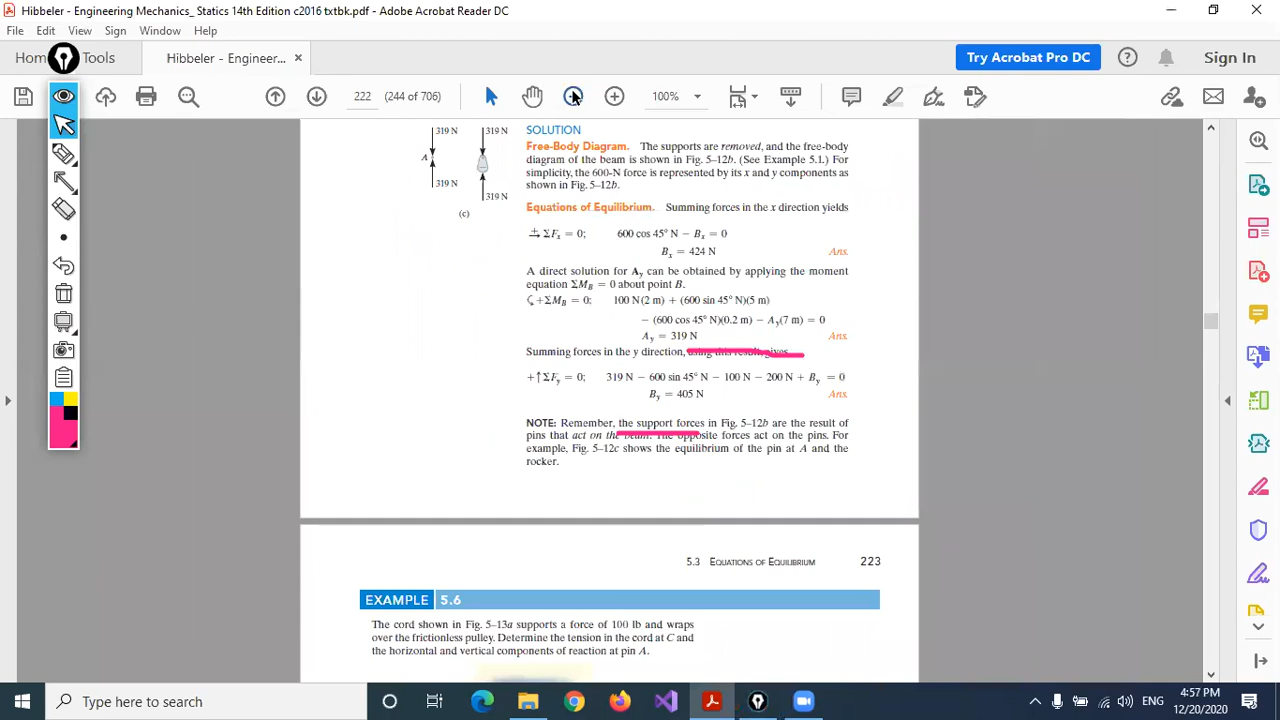 Hibbeler - Engineering Mechanics_ Statics 14th Edition c2016 txtbk.pdf - Adobe Acrobat Reader DC
File Edit View Sign Window Help
Hom Tools Hibbeler - Engineer... × Try Acrobat Pro DC Sign In
222 (244 of 706) 100%
319 N 319 N
A
319 N
319 N
(c)
SOLUTION
Free-Body Diagram. The supports are removed, and the free-body
diagram of the beam is shown in Fig. 5–12b. (See Example 5.1.) For
simplicity, the 600-N force is represented by its x and y components as
shown in Fig. 5–12b.
Equations of Equilibrium. Summing forces in the x direction yields
→+ ΣFx = 0; 600 cos 45° N − Bx = 0
Bx = 424 N Ans.
A direct solution for Ay can be obtained by applying the moment
equation ΣMB = 0 about point B.
↺+ΣMB = 0; 100 N(2 m) + (600 sin 45° N)(5 m)
− (600 cos 45° N)(0.2 m) − Ay(7 m) = 0
Ay = 319 N Ans.
Summing forces in the y direction, using this result, gives
+↑ΣFy = 0; 319 N − 600 sin 45° N − 100 N − 200 N + By = 0
By = 405 N Ans.
NOTE: Remember, the support forces in Fig. 5–12b are the result of
pins that act on the beam. The opposite forces act on the pins. For
example, Fig. 5–12c shows the equilibrium of the pin at A and the
rocker.
5.3 EQUATIONS OF EQUILIBRIUM 223
EXAMPLE 5.6
The cord shown in Fig. 5–13a supports a force of 100 lb and wraps
over the frictionless pulley. Determine the tension in the cord at C and
the horizontal and vertical components of reaction at pin A.
Type here to search
ENG
4:57 PM
12/20/2020